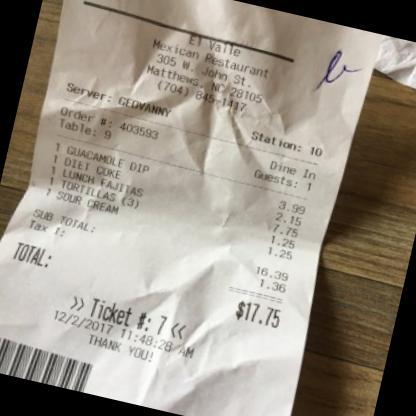 El Valle
Mexican Restaurant
305 W. John St.
Matthews, NC 28105
(704) 845-1417
Server: GEOVANNY
Station: 10
Order #: 403593
Dine In
Table: 9
Guests: 1
1 GUACAMOLE DIP 3.99
1 DIET COKE 2.15
1 LUNCH FAJITAS 7.75
1 TORTILLAS (3) 1.25
1 SOUR CREAM 1.25
SUB TOTAL: 16.39
Tax 1: 1.36
TOTAL: $17.75
>> Ticket #: 7 <<
12/2/2017 11:48:28 AM
THANK YOU!